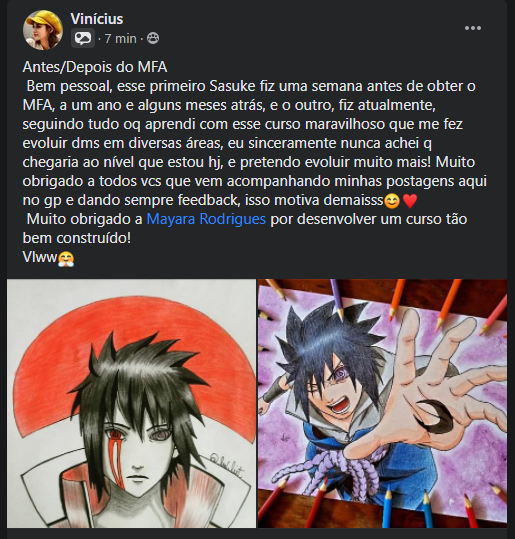 Vinícius
· 7 min ·
Antes/Depois do MFA
Bem pessoal, esse primeiro Sasuke fiz uma semana antes de obter o
MFA, a um ano e alguns meses atrás, e o outro, fiz atualmente,
seguindo tudo oq aprendi com esse curso maravilhoso que me fez
evoluir dms em diversas áreas, eu sinceramente nunca achei q
chegaria ao nível que estou hj, e pretendo evoluir muito mais! Muito
obrigado a todos vcs que vem acompanhando minhas postagens aqui
no gp e dando sempre feedback, isso motiva demaisss😊❤️
Muito obrigado a Mayara Rodrigues por desenvolver um curso tão
bem construído!
Vlww🤗